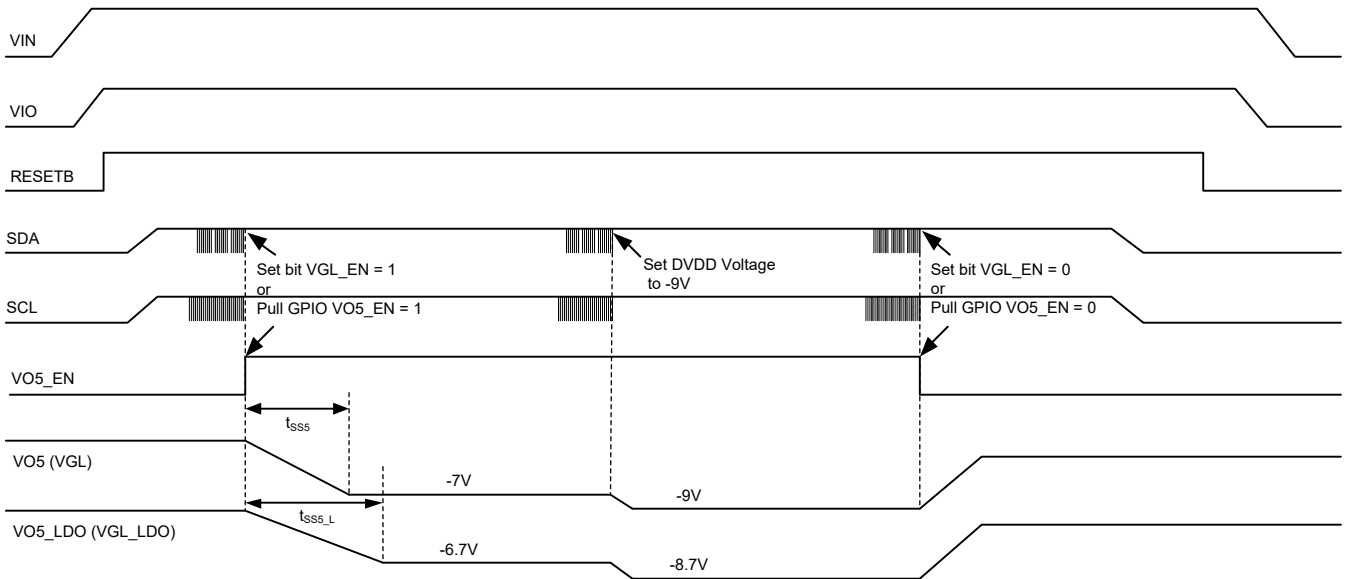 VIN
VIO
RESETB
SDA
Set bit VGL_EN = 1
or
Pull GPIO VO5_EN = 1
Set DVDD Voltage
to -9V
Set bit VGL_EN = 0
or
Pull GPIO VO5_EN = 0
SCL
VO5_EN
tSS5
VO5 (VGL)
-7V
-9V
tSS5_L
VO5_LDO (VGL_LDO)
-6.7V
-8.7V